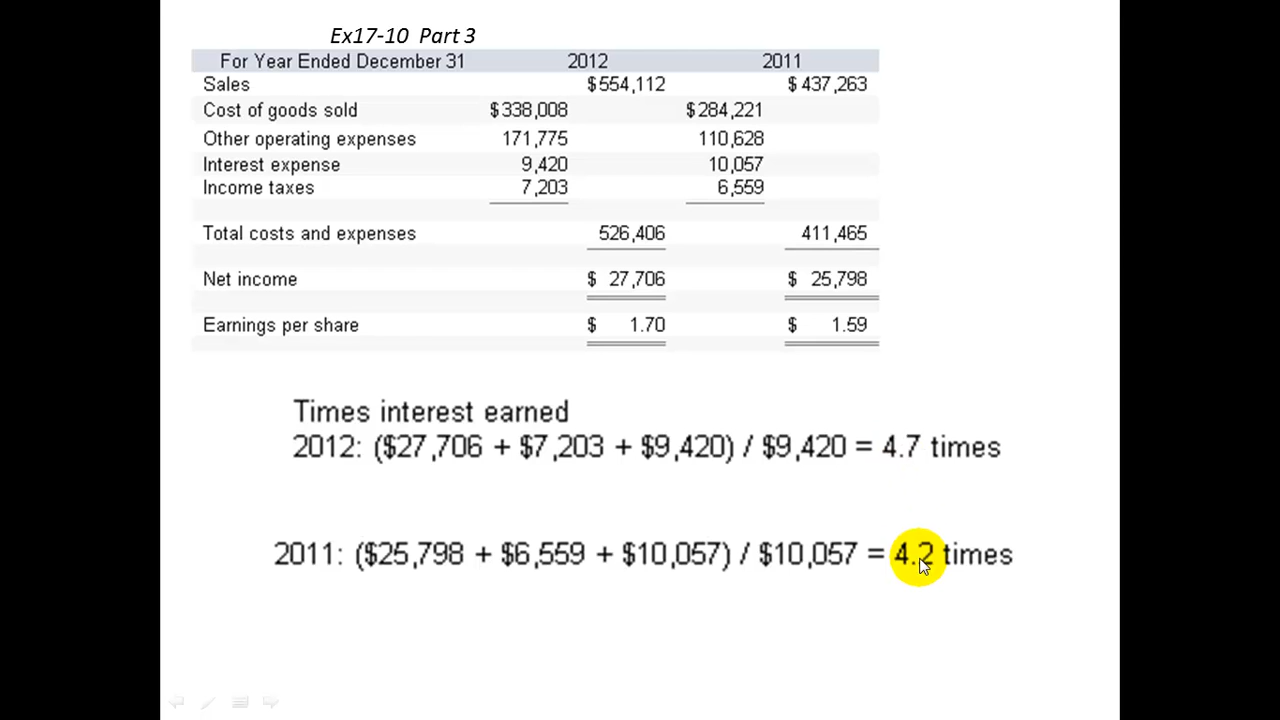 Ex17-10 Part 3
For Year Ended December 31 2012 2011
Sales $554,112 $437,263
Cost of goods sold $338,008 $284,221
Other operating expenses 171,775 110,628
Interest expense 9,420 10,057
Income taxes 7,203 6,559
Total costs and expenses 526,406 411,465
Net income $ 27,706 $ 25,798
Earnings per share $ 1.70 $ 1.59
Times interest earned
2012: ($27,706 + $7,203 + $9,420) / $9,420 = 4.7 times
2011: ($25,798 + $6,559 + $10,057) / $10,057 = 4.2 times